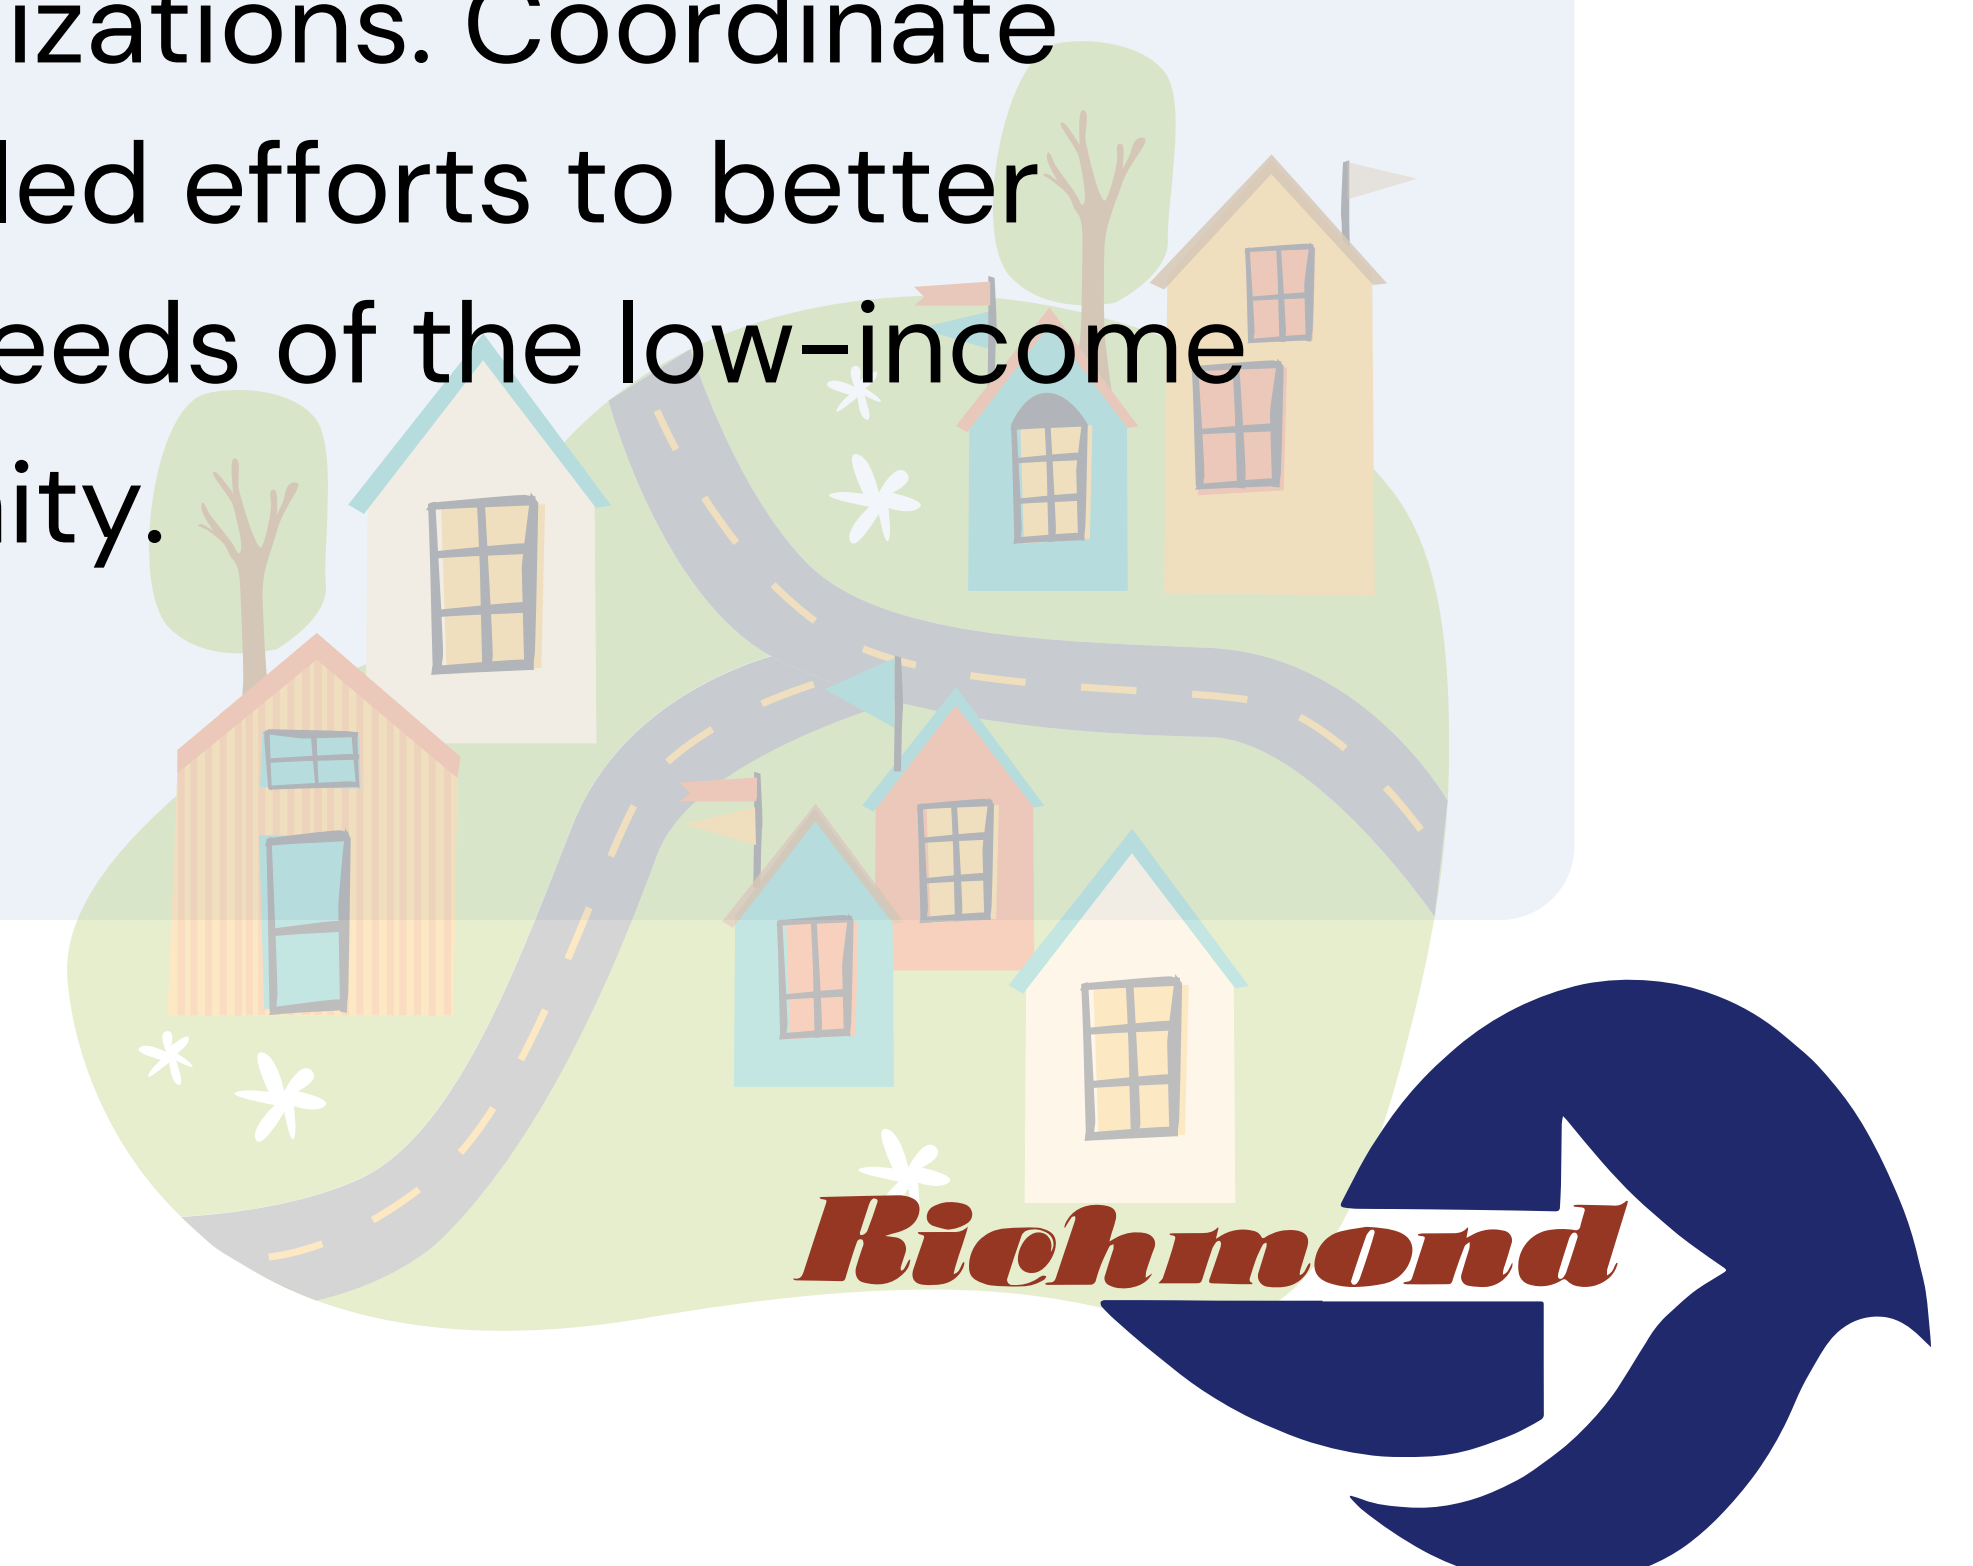 izations. Coordinate
led efforts to better
eeds of the low-income
ity.
Richmond